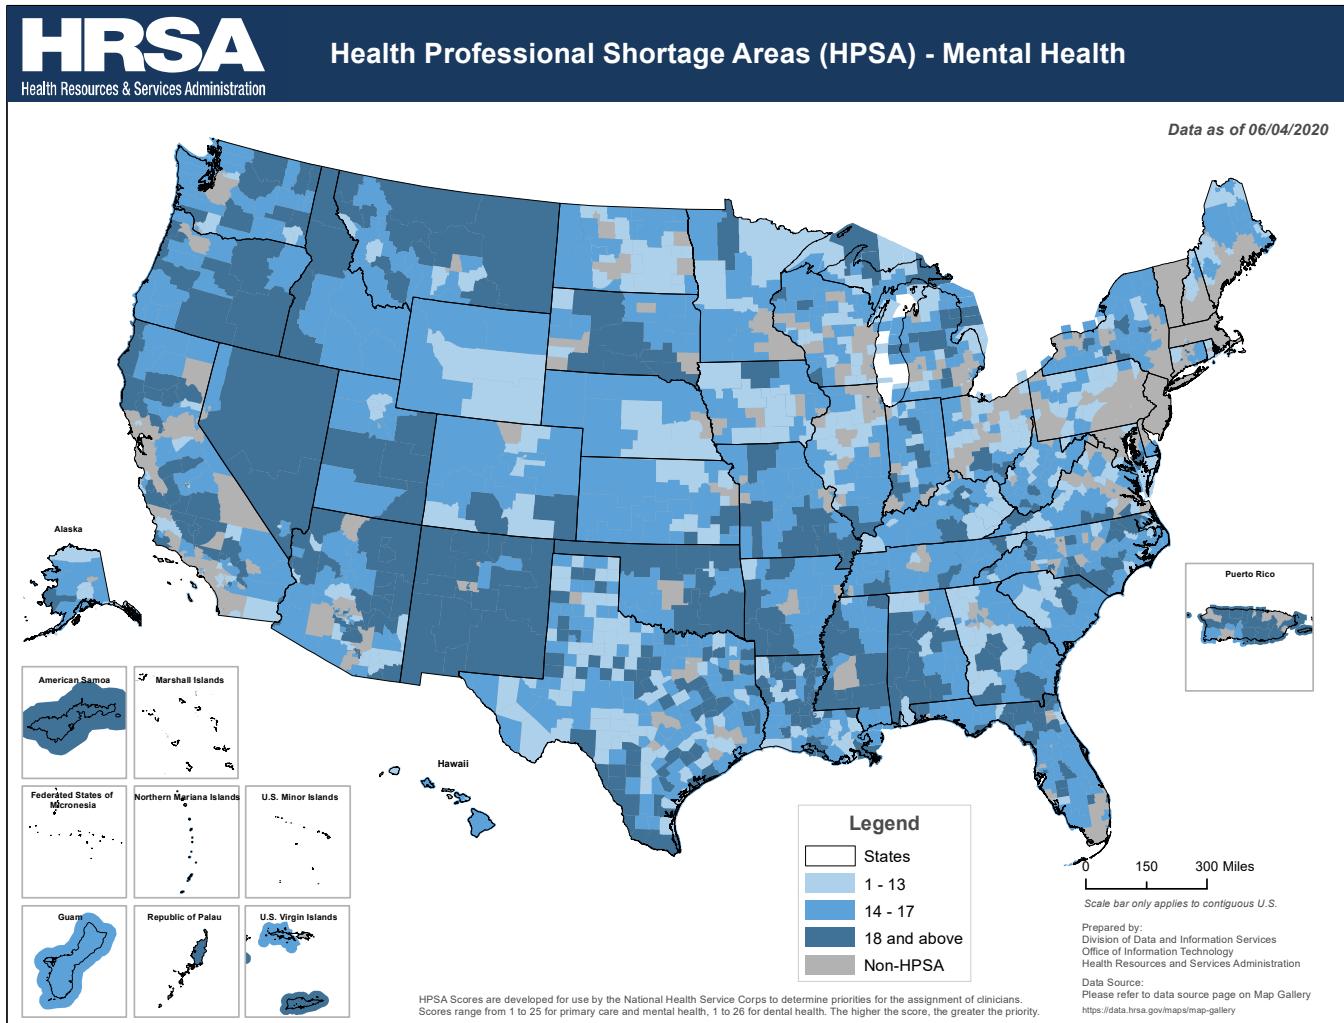 HRSA
Health Resources & Services Administration
Health Professional Shortage Areas (HPSA) - Mental Health
Data as of 06/04/2020
Alaska
Puerto Rico
American Samoa
Marshall Islands
Hawaii
Federated States of
Micronesia
Northern Mariana Islands
U.S. Minor Islands
Guam
Republic of Palau
U.S. Virgin Islands
Legend
States
1 - 13
14 - 17
18 and above
Non-HPSA
0 150 300 Miles
Scale bar only applies to contiguous U.S.
Prepared by:
Division of Data and Information Services
Office of Information Technology
Health Resources and Services Administration
Data Source:
Please refer to data source page on Map Gallery
https://data.hrsa.gov/maps/map-gallery
HPSA Scores are developed for use by the National Health Service Corps to determine priorities for the assignment of clinicians.
Scores range from 1 to 25 for primary care and mental health, 1 to 26 for dental health. The higher the score, the greater the priority.